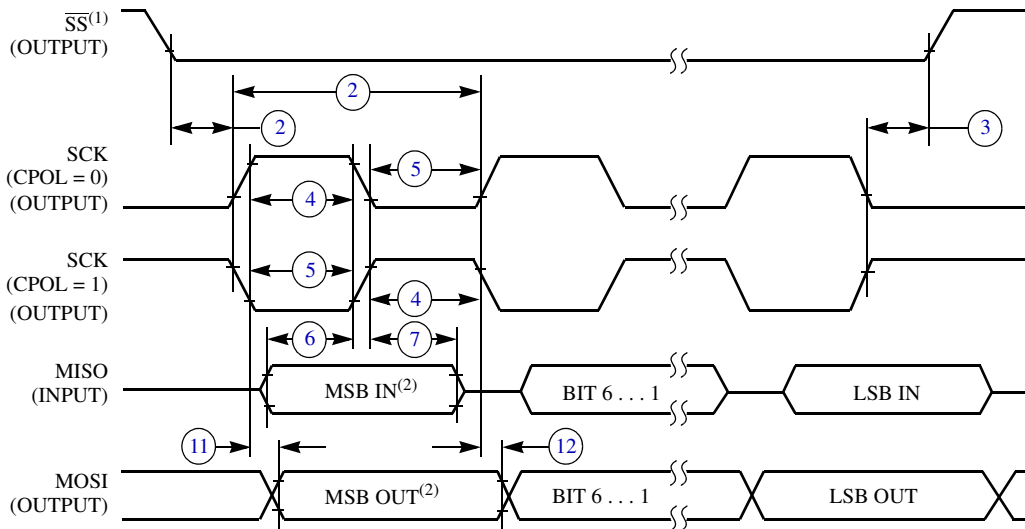 SS(1)
(OUTPUT)
2
2
3
SCK
(CPOL = 0)
(OUTPUT)
5
4
SCK
(CPOL = 1)
(OUTPUT)
5
4
6
7
MISO
(INPUT)
MSB IN(2)
BIT 6 . . . 1
LSB IN
11
12
MOSI
(OUTPUT)
MSB OUT(2)
BIT 6 . . . 1
LSB OUT